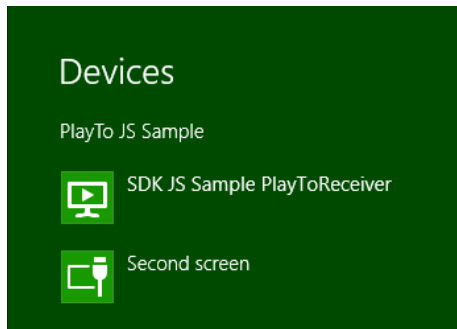 Devices
PlayTo JS Sample
SDK JS Sample PlayToReceiver
Second screen